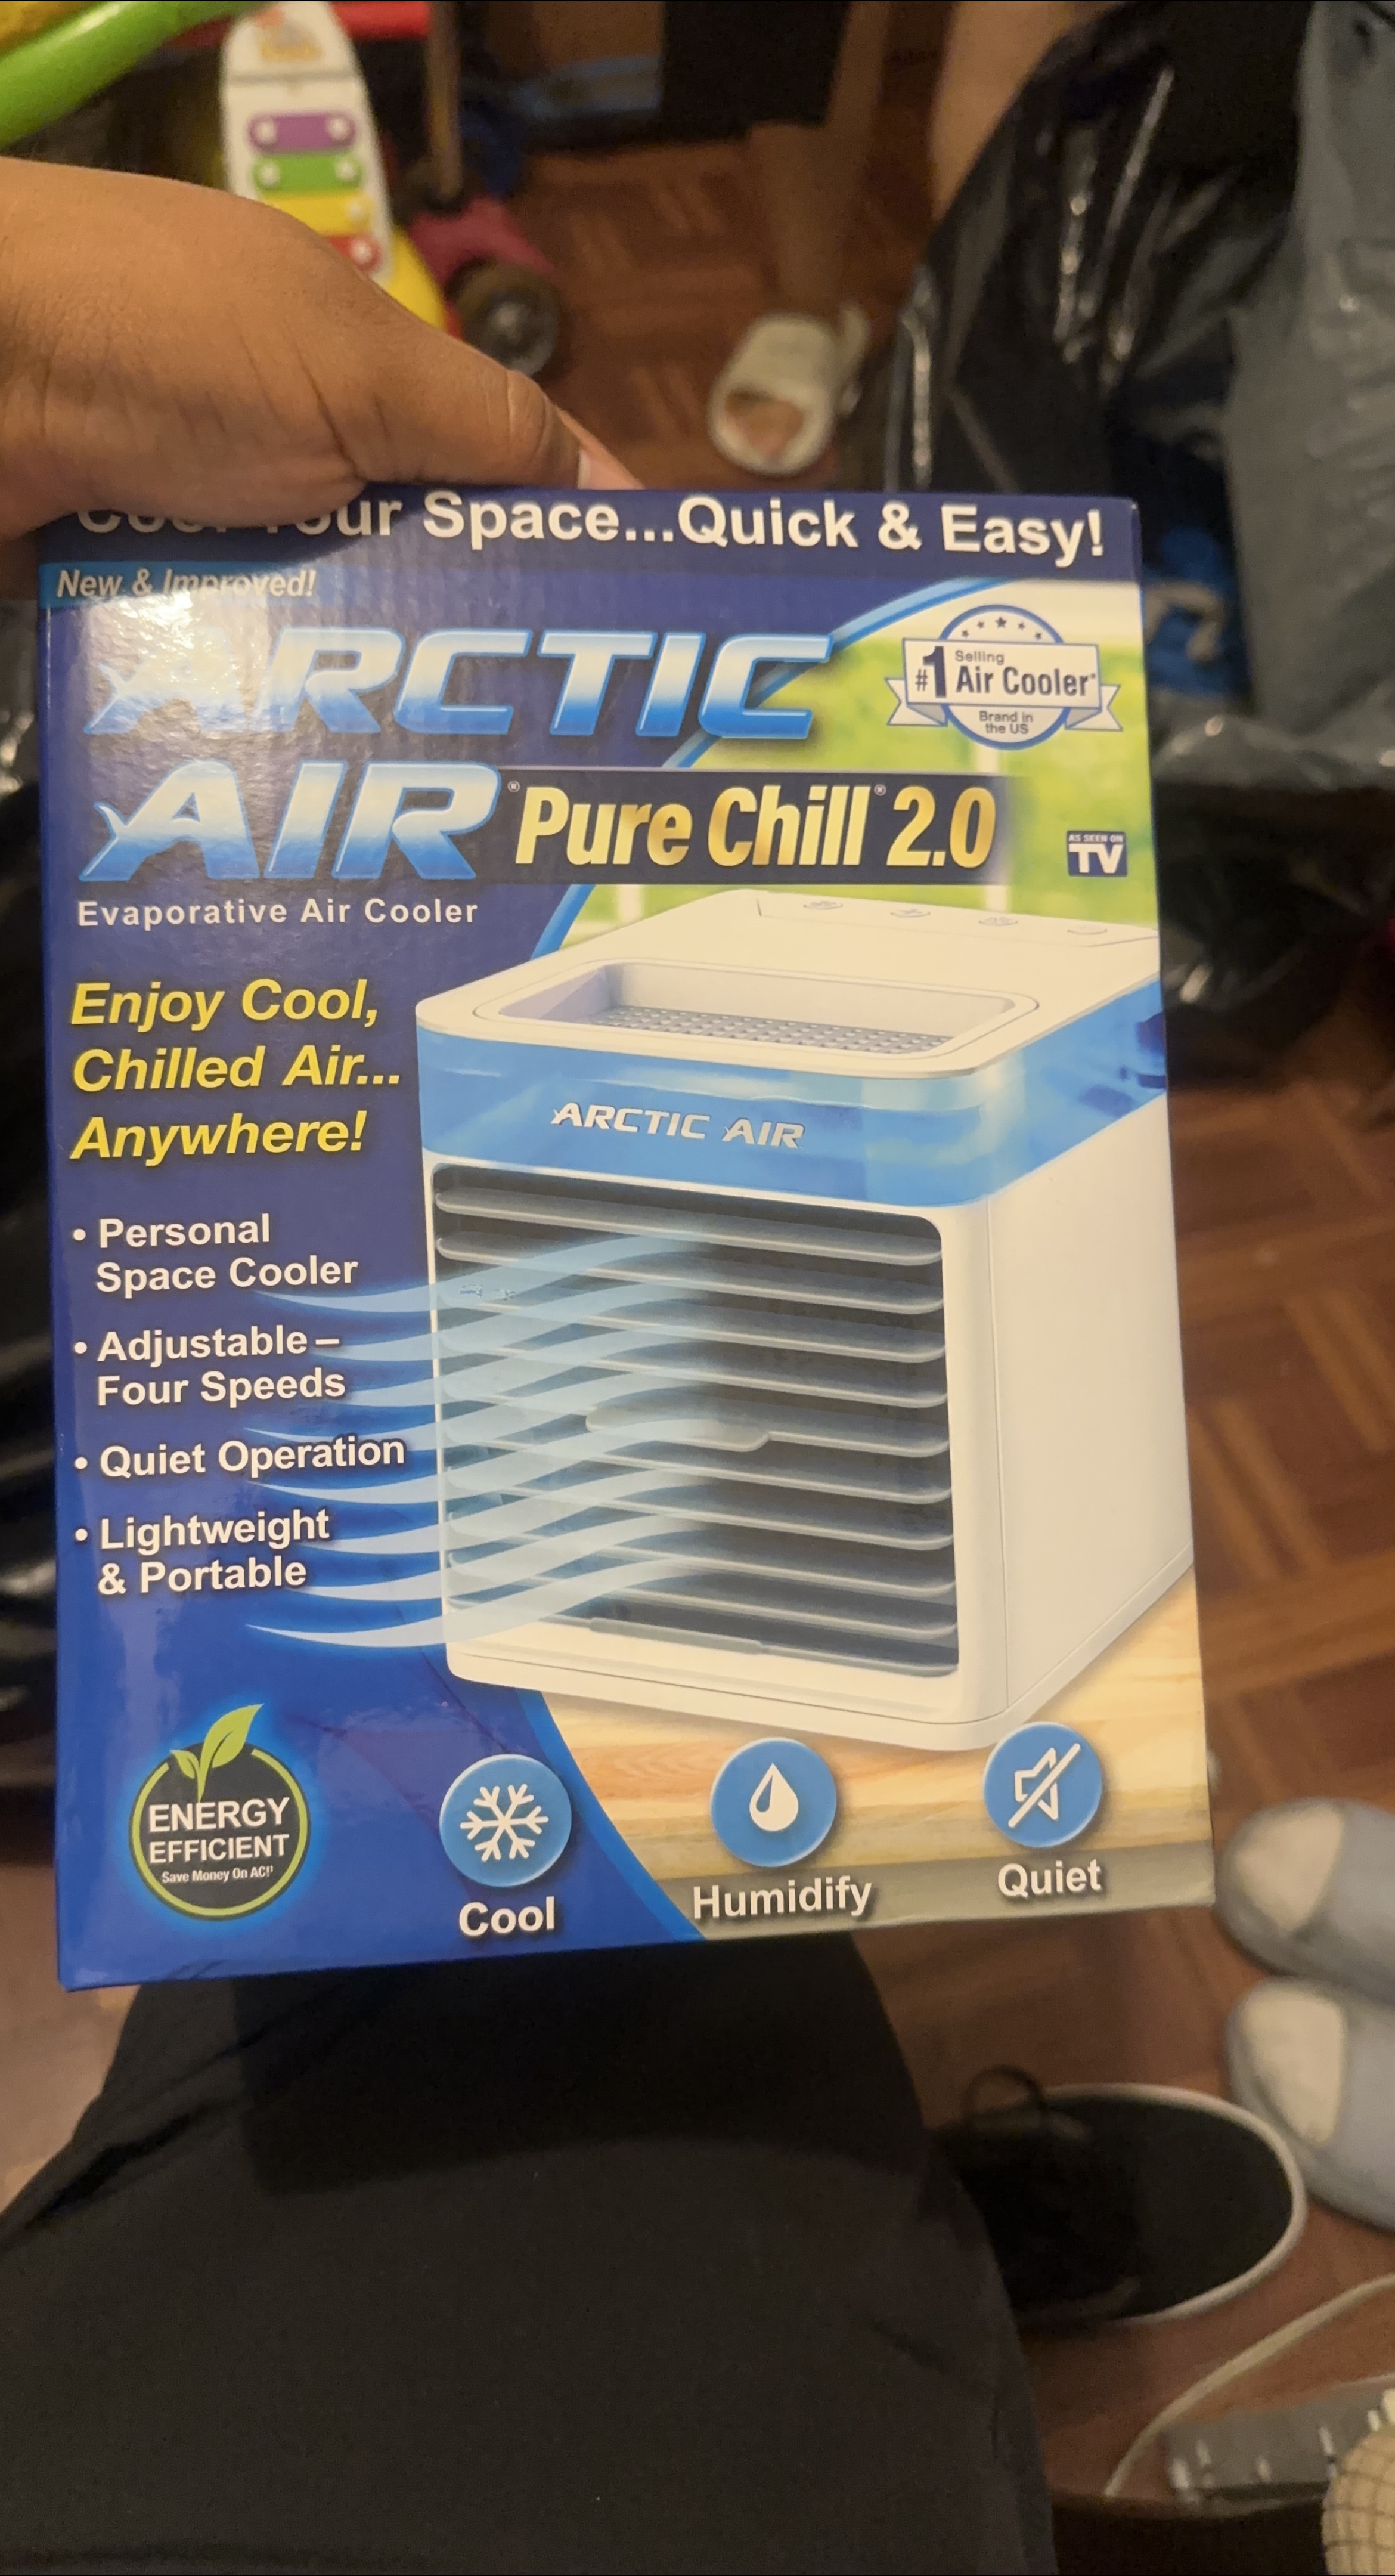 Cool Your Space...Quick & Easy!
New & Improved!
ARCTIC
AIR® Pure Chill® 2.0
#1 Selling
Air Cooler*
Brand in
the US
AS SEEN ON
TV
Evaporative Air Cooler
Enjoy Cool,
Chilled Air...
Anywhere!
• Personal
Space Cooler
• Adjustable –
Four Speeds
• Quiet Operation
• Lightweight
& Portable
ARCTIC AIR
ENERGY
EFFICIENT
Save Money On AC!†
Cool
Humidify
Quiet